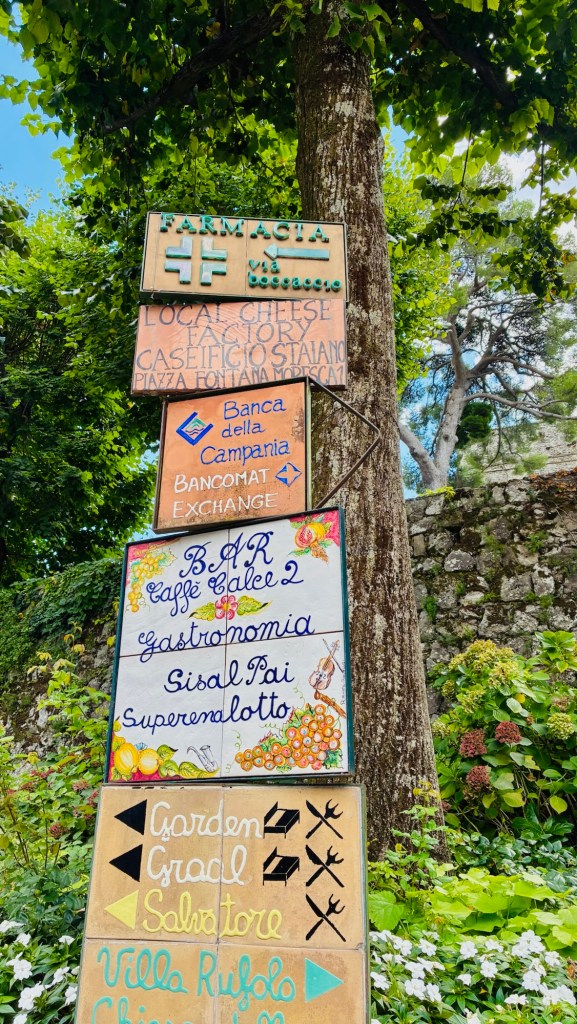 FARMACIA
via
boccaccio
LOCAL CHEESE
FACTORY
CASEIFICIO STAIANO
PIAZZA FONTANA MORESCA
Banca
della
Campania
BANCOMAT
EXCHANGE
BAR
Caffè Calce 2
Gastronomia
Sisal Pai
Superenalotto
Garden
Graal
Salvatore
Villa Rufolo